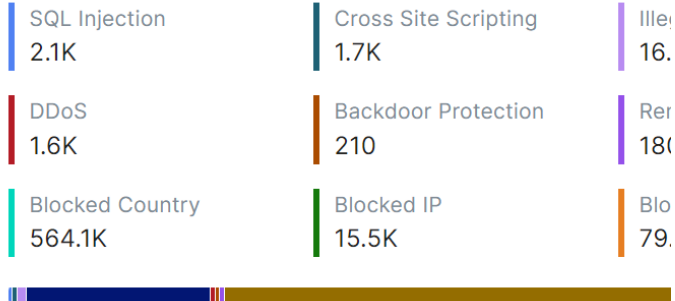 SQL Injection Cross Site Scripting
2.1K 1.7K
DDoS Backdoor Protection
1.6K 210
Blocked Country Blocked IP
564.1K 15.5K